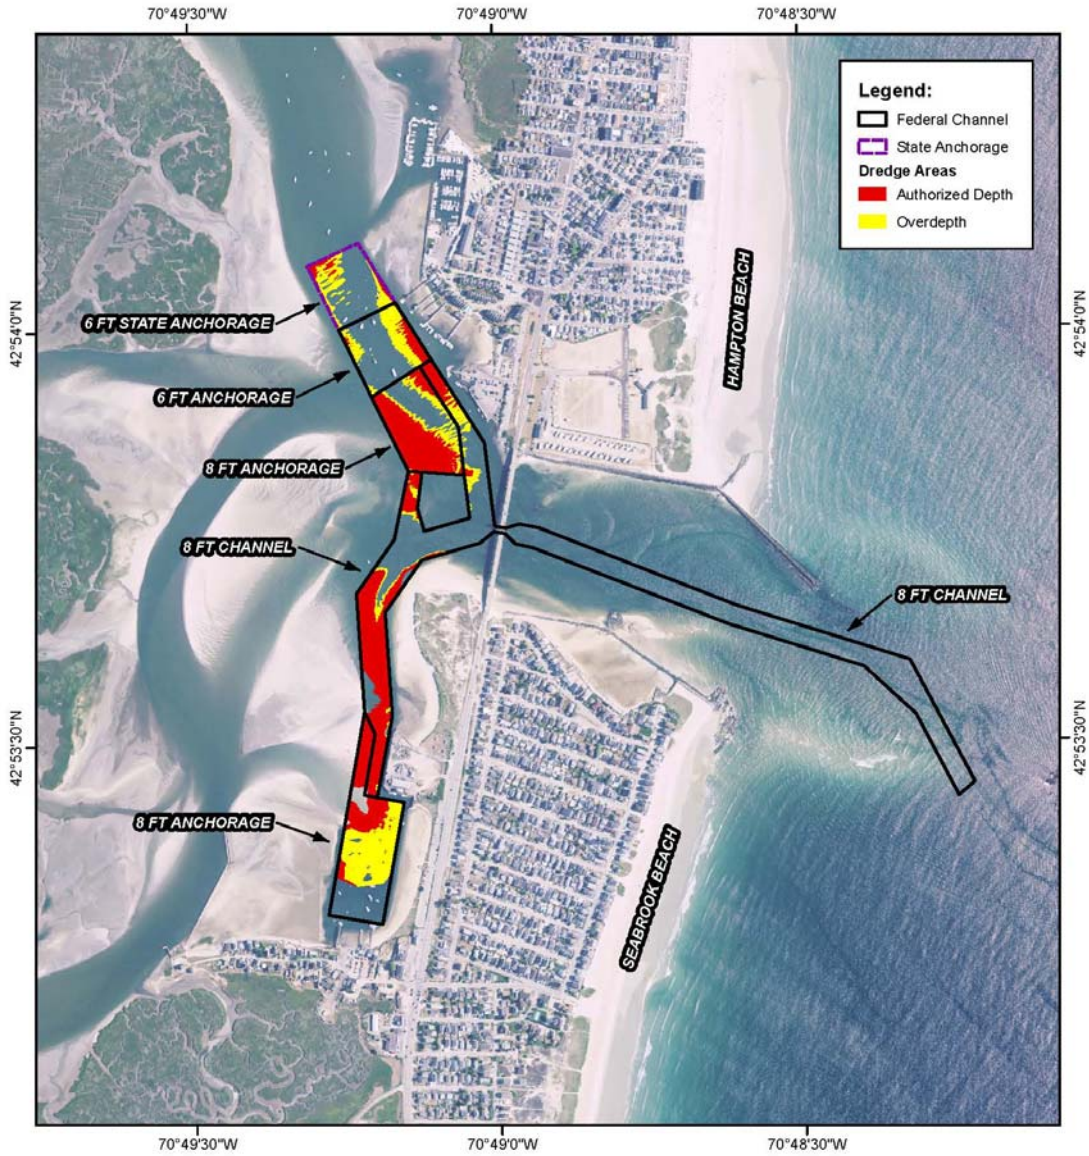 70°49'30"W
70°49'0"W
70°48'30"W
Legend:
Federal Channel
State Anchorage
Dredge Areas
Authorized Depth
Overdepth
HAMPTON BEACH
6 FT STATE ANCHORAGE
42°54'0"N
42°54'0"N
6 FT ANCHORAGE
8 FT ANCHORAGE
8 FT CHANNEL
8 FT CHANNEL
42°53'30"N
42°53'30"N
8 FT ANCHORAGE
SEABROOK BEACH
70°49'30"W
70°49'0"W
70°48'30"W